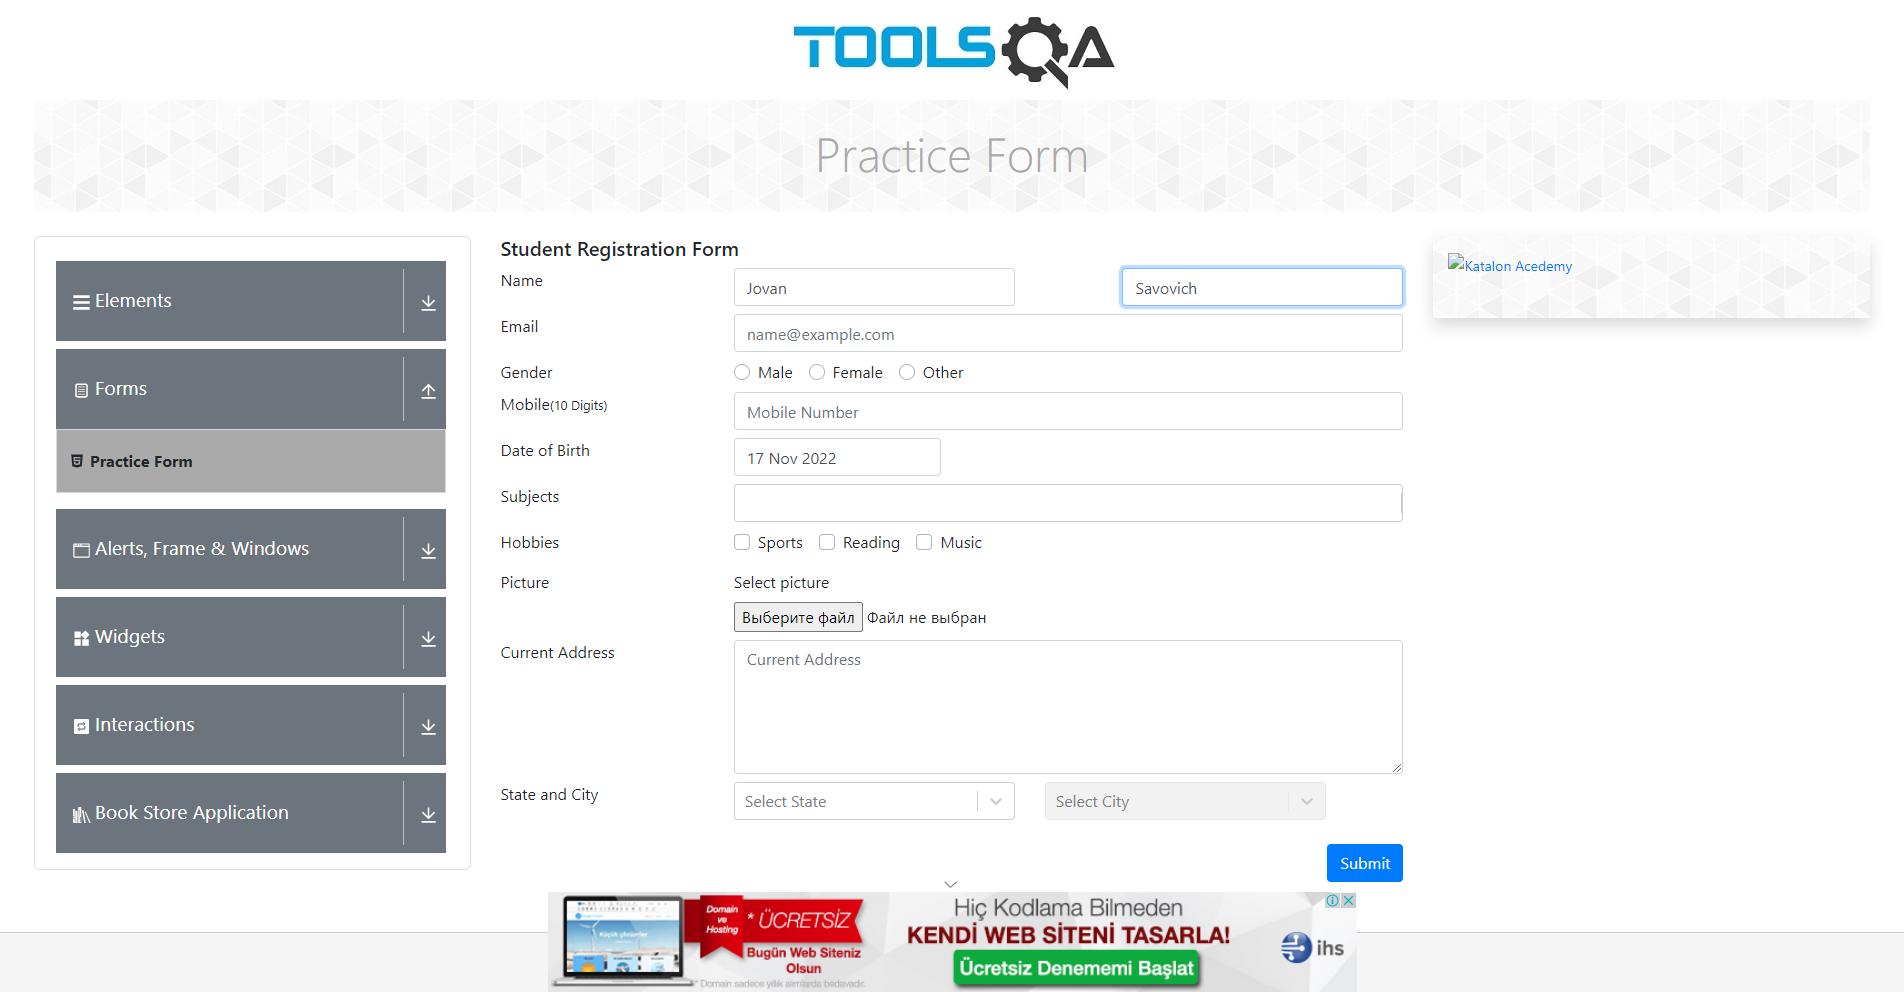 TOOLSQA
Practice Form
Elements
Forms
Practice Form
Alerts, Frame & Windows
Widgets
Interactions
Book Store Application
Student Registration Form
Name
Jovan
Savovich
Email
name@example.com
Gender
Male
Female
Other
Mobile(10 Digits)
Mobile Number
Date of Birth
17 Nov 2022
Subjects
Hobbies
Sports
Reading
Music
Picture
Select picture
Выберите файл Файл не выбран
Current Address
Current Address
State and City
Select State
Select City
Submit
Katalon Acedemy
Domain
ve
Hosting
* ÜCRETSİZ
Bugün Web Siteniz
Olsun
* Domain sadece yıllık alımlarda bedavadır.
Hiç Kodlama Bilmeden
KENDİ WEB SİTENİ TASARLA!
Ücretsiz Denememi Başlat
ihs